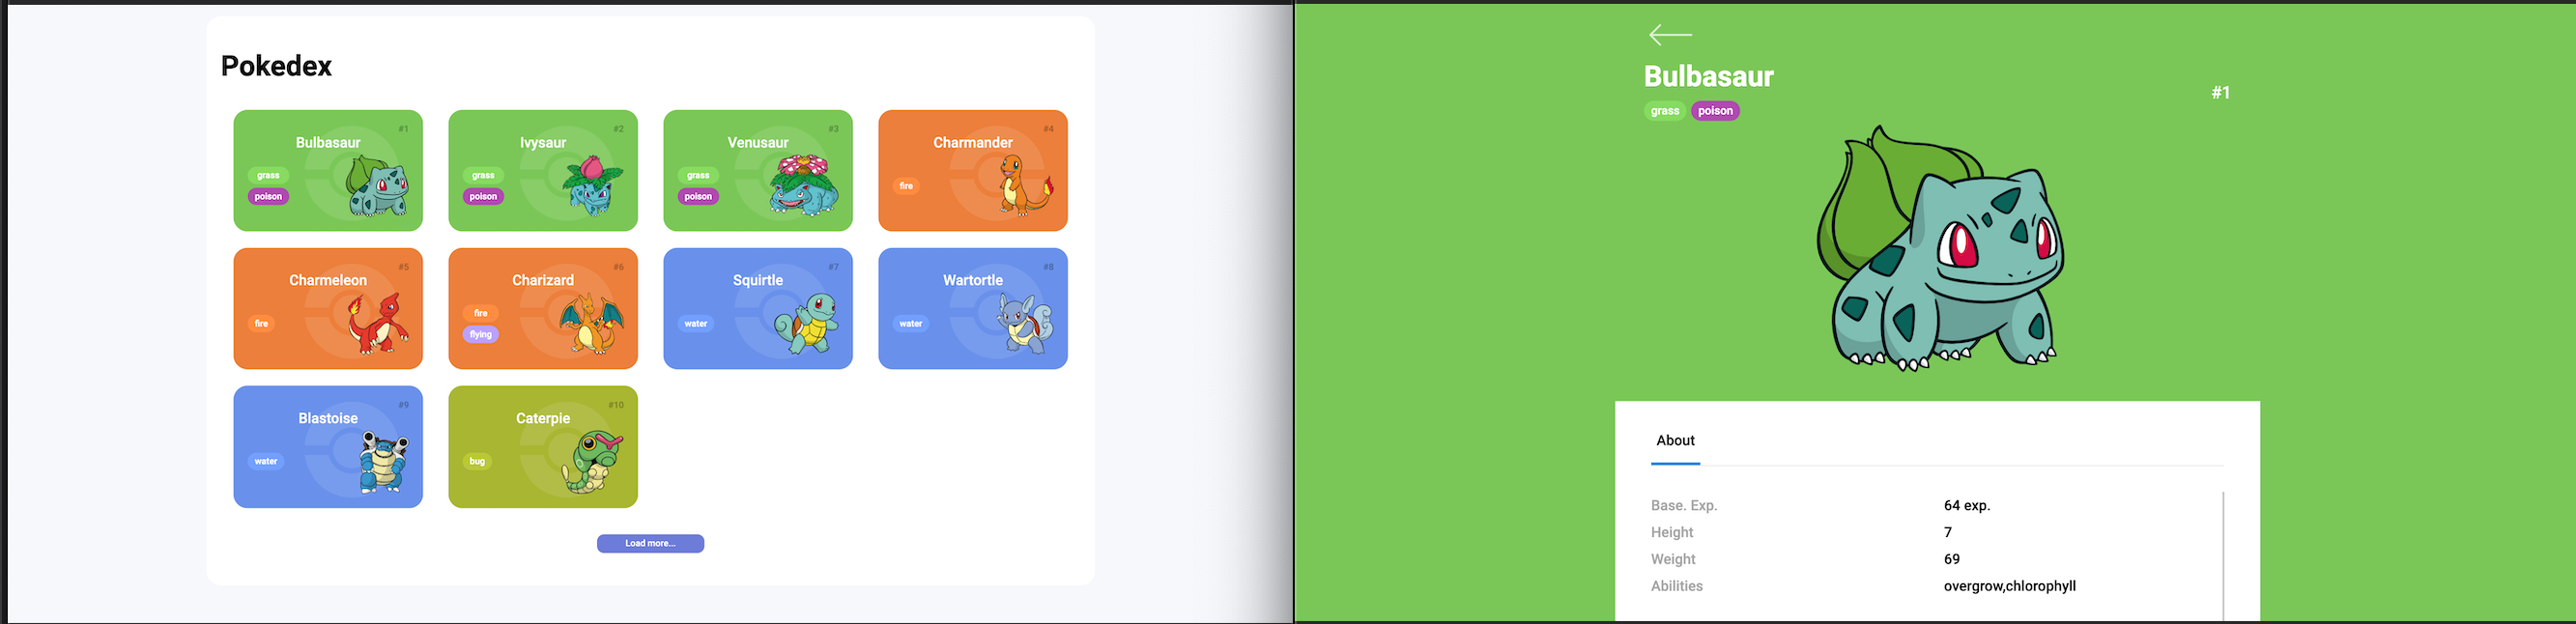 Pokedex
#1
Bulbasaur
grass
poison
#2
Ivysaur
grass
poison
#3
Venusaur
grass
poison
#4
Charmander
fire
#5
Charmeleon
fire
#6
Charizard
fire
flying
#7
Squirtle
water
#8
Wartortle
water
#9
Blastoise
water
#10
Caterpie
bug
Load more...
Bulbasaur
#1
grass poison
About
Base. Exp. 64 exp.
Height 7
Weight 69
Abilities overgrow,chlorophyll